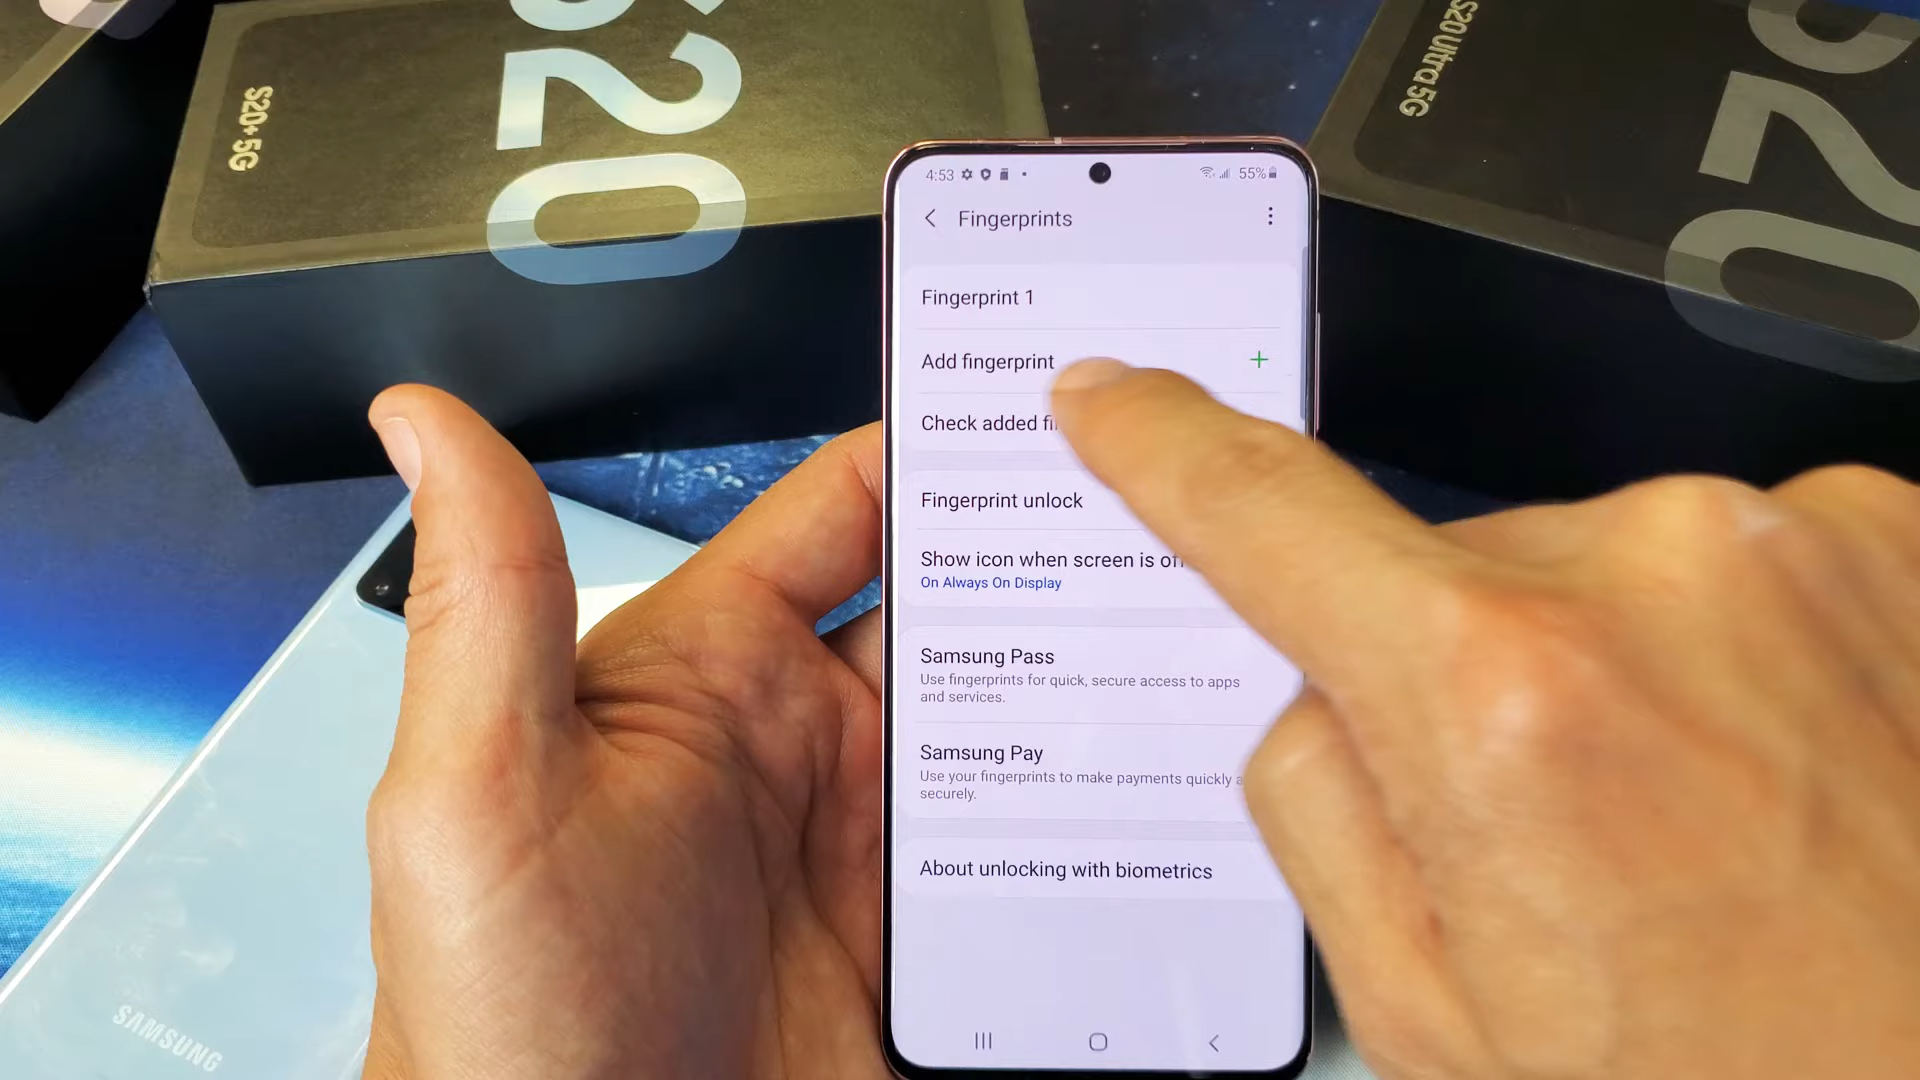 S20+ 5G
S20
S20 Ultra 5G
S20
4:53
55%
Fingerprints
Fingerprint 1
Add fingerprint
Check added
Fingerprint unlock
Show icon when screen is
On Always On Display
Samsung Pass
Use fingerprints for quick, secure access to apps
and services.
Samsung Pay
Use your fingerprints to make payments quickly
securely.
About unlocking with biometrics
SAMSUNG